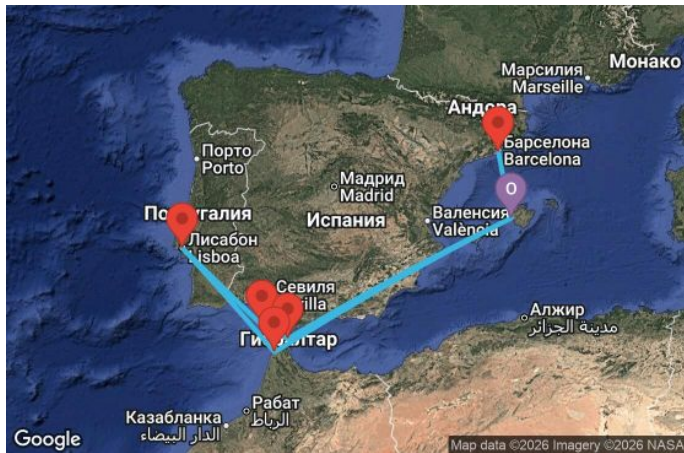 Монако
Марсилия
Marseille
Андора
Барселона
Barcelona
Порто
Porto
Мадрид
Madrid
O
Испания
Валенсия
València
Лисабон
Lisboa
Севиля
Алжир
مدينة الجزائر
Рабат
الرباط
Казабланка
الدار البيضاء
Google
Map data ©2026 Imagery ©2026 NASA